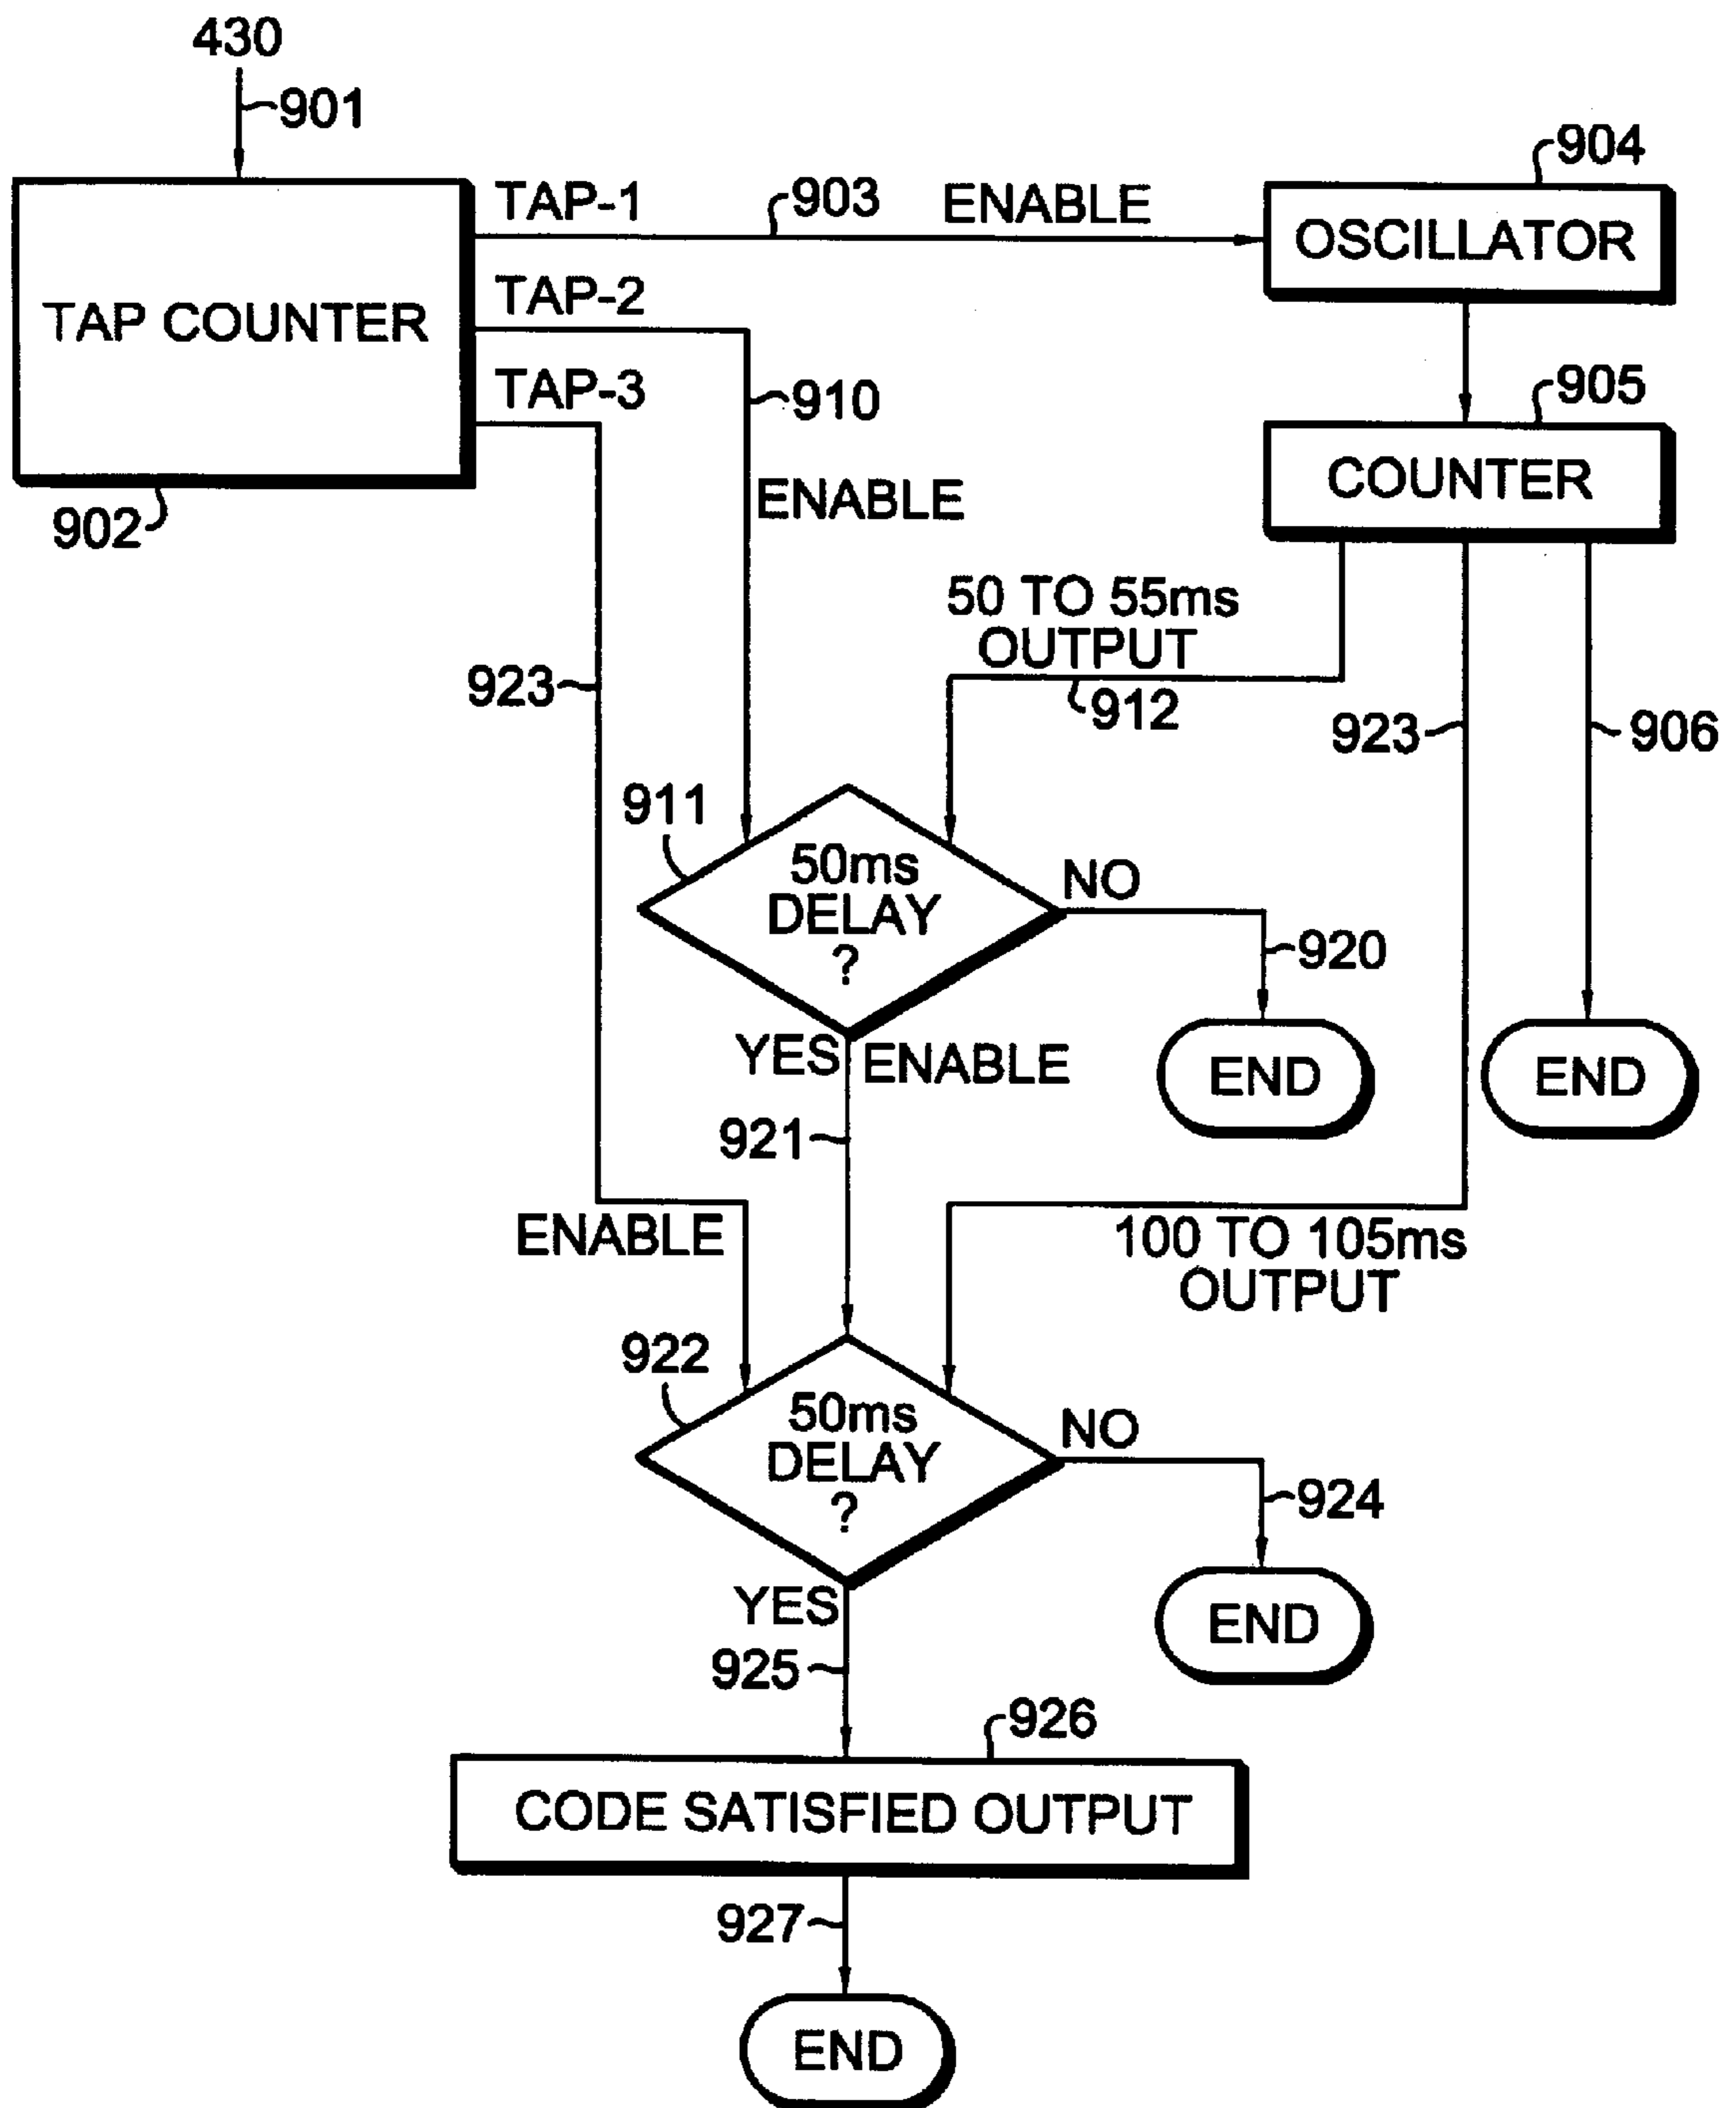 430
901
904
TAP-1
903
ENABLE
OSCILLATOR
TAP-2
TAP COUNTER
TAP-3
910
905
COUNTER
ENABLE
902
50 TO 55ms
OUTPUT
923
912
923
906
911
50ms
DELAY
?
NO
920
YES
ENABLE
END
END
921
ENABLE
100 TO 105ms
OUTPUT
922
50ms
DELAY
?
NO
924
YES
END
925
926
CODE SATISFIED OUTPUT
927
END